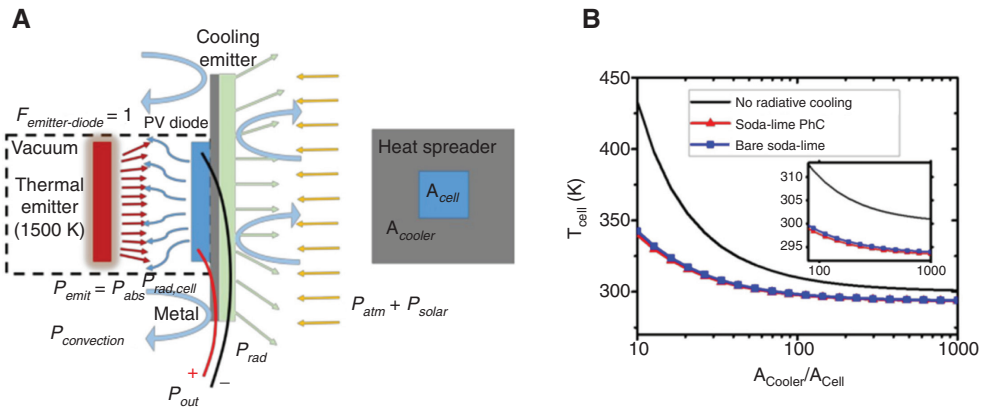 A
Cooling
emitter
F_emitter-diode = 1
PV diode
Vacuum
Thermal
emitter
(1500 K)
P_emit = P_abs
P_rad,cell
Metal
P_convection
P_rad
+
–
P_out
P_atm + P_solar
Heat spreader
A_cell
A_cooler
B
450
400
350
300
T_cell (K)
No radiative cooling
Soda-lime PhC
Bare soda-lime
310
305
300
295
80
1000
10
100
1000
A_Cooler/A_Cell